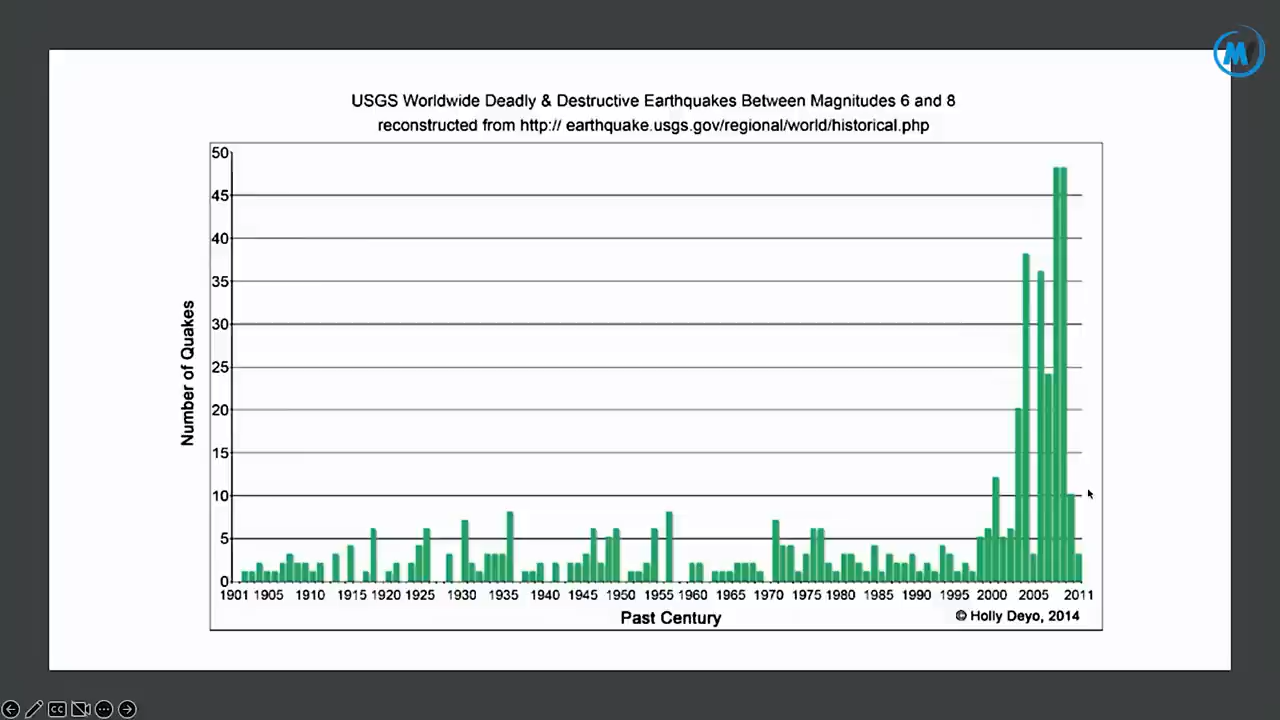 M
USGS Worldwide Deadly & Destructive Earthquakes Between Magnitudes 6 and 8
reconstructed from http:// earthquake.usgs.gov/regional/world/historical.php
50
45
40
35
30
25
20
15
10
5
0
Number of Quakes
1901 1905 1910 1915 1920 1925 1930 1935 1940 1945 1950 1955 1960 1965 1970 1975 1980 1985 1990 1995 2000 2005 2011
Past Century
© Holly Deyo, 2014
CC